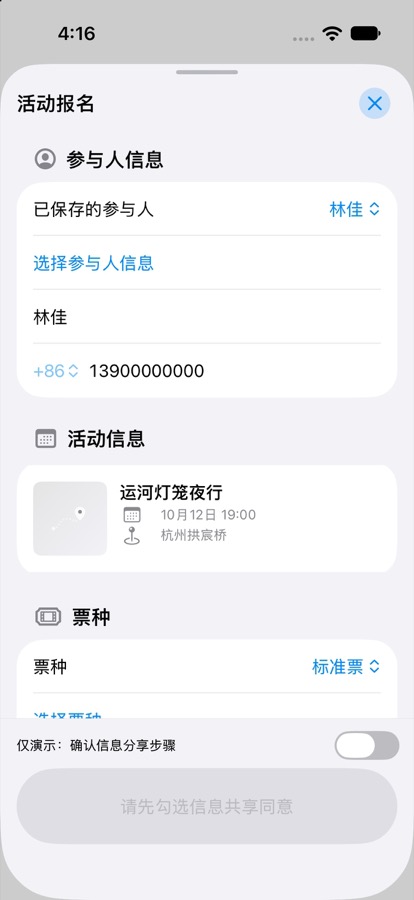 4:16
活动报名
参与人信息
已保存的参与人 林佳
选择参与人信息
林佳
+86 13900000000
活动信息
运河灯笼夜行
10月12日 19:00
杭州拱宸桥
票种
票种 标准票
选择票种
仅演示：确认信息分享步骤
请先勾选信息共享同意